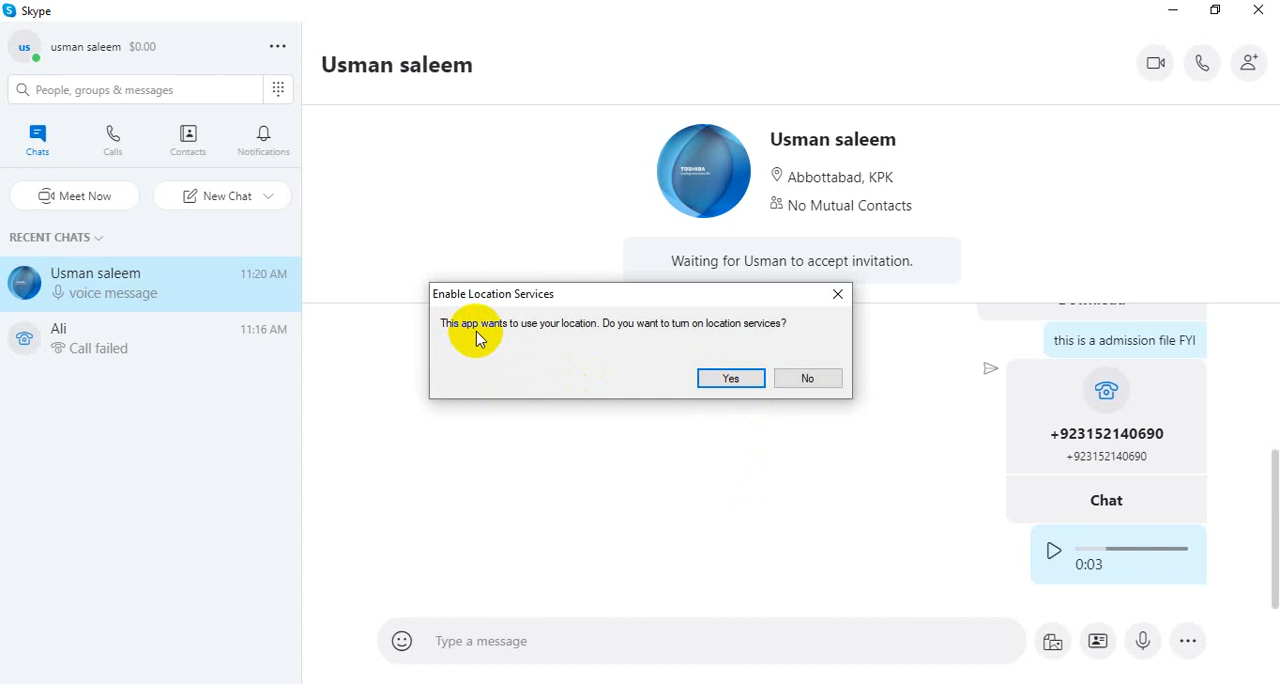 Skype
us
usman saleem $0.00
People, groups & messages
Chats
Calls
Contacts
Notifications
Meet Now
New Chat
RECENT CHATS
Usman saleem 11:20 AM
voice message
Ali 11:16 AM
Call failed
Usman saleem
TOSHIBA
Usman saleem
Abbottabad, KPK
No Mutual Contacts
Waiting for Usman to accept invitation.
Enable Location Services
This app wants to use your location. Do you want to turn on location services?
Yes
No
this is a admission file FYI
+923152140690
+923152140690
Chat
0:03
Type a message